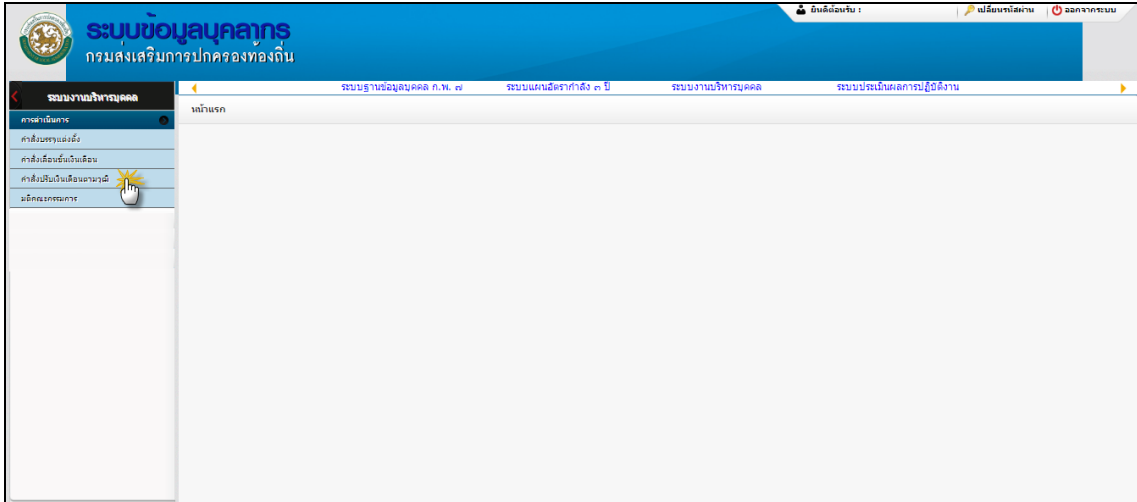 ยินดีต้อนรับ :
เปลี่ยนรหัสผ่าน
ออกจากระบบ
ระบบข้อมูลบุคลากร
กรมส่งเสริมการปกครองท้องถิ่น
ระบบงานบริหารบุคคล
ระบบฐานข้อมูลบุคคล ก.พ. ๗ ระบบแผนอัตรากำลัง ๓ ปี ระบบงานบริหารบุคคล ระบบประเมินผลการปฏิบัติงาน
หน้าแรก
การดำเนินการ
คำสั่งบรรจุแต่งตั้ง
คำสั่งเลื่อนขั้นเงินเดือน
คำสั่งปรับเงินเดือนตามวุฒิ
มติคณะกรรมการ